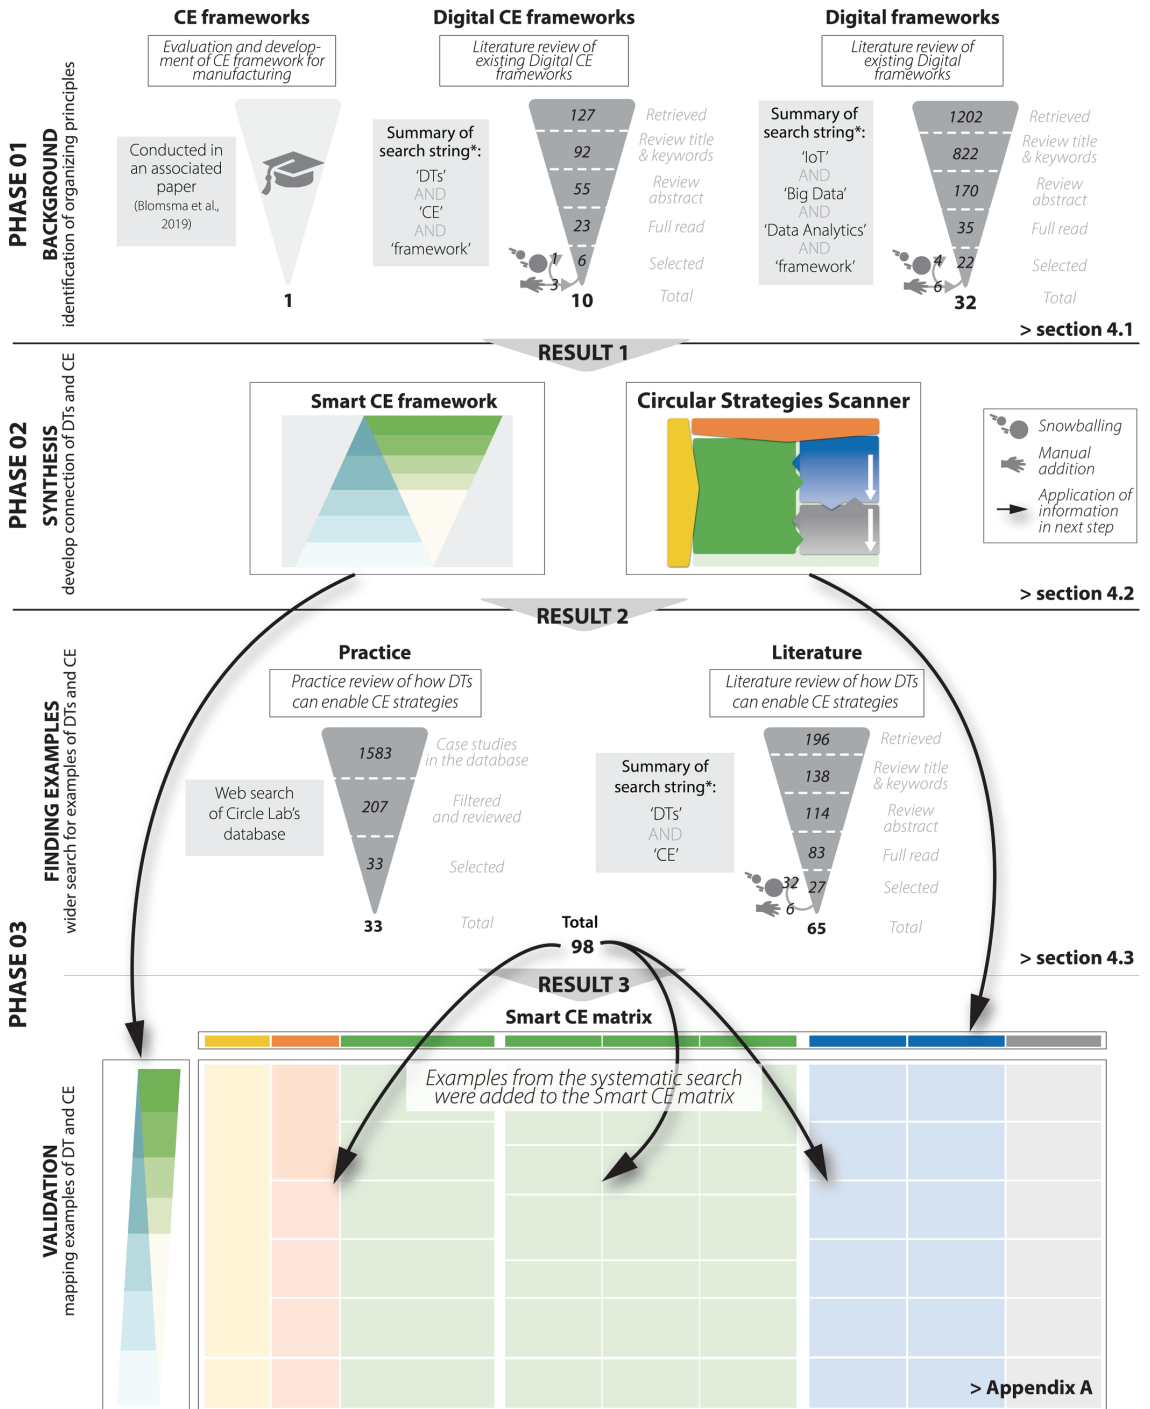 PHASE 01
BACKGROUND
identification of organizing principles
CE frameworks
Evaluation and develop-
ment of CE framework for
manufacturing
Conducted in
an associated
paper
(Blomsma et al.,
2019)
1
Digital CE frameworks
Literature review of
existing Digital CE
frameworks
Summary of
search string*:
‘DTs’
AND
‘CE’
AND
‘framework’
127
Retrieved
92
Review title
& keywords
55
Review
abstract
23
Full read
1
6
Selected
3
10
Total
Digital frameworks
Literature review of
existing Digital
frameworks
Summary of
search string*:
‘IoT’
AND
‘Big Data’
AND
‘Data Analytics’
AND
‘framework’
1202
Retrieved
822
Review title
& keywords
170
Review
abstract
35
Full read
4
22
Selected
6
32
Total
> section 4.1
RESULT 1
PHASE 02
SYNTHESIS
develop connection of DTs and CE
Smart CE framework
Circular Strategies Scanner
Snowballing
Manual
addition
Application of
information
in next step
> section 4.2
RESULT 2
PHASE 03
FINDING EXAMPLES
wider search for examples of DTs and CE
Practice
Practice review of how DTs
can enable CE strategies
Web search
of Circle Lab’s
database
1583
Case studies
in the database
207
Filtered
and reviewed
33
Selected
33
Total
Literature
Literature review of how DTs
can enable CE strategies
Summary of
search string*:
‘DTs’
AND
‘CE’
196
Retrieved
138
Review title
& keywords
114
Review
abstract
83
Full read
32
27
Selected
6
65
Total
Total
98
> section 4.3
RESULT 3
VALIDATION
mapping examples of DT and CE
Smart CE matrix
Examples from the systematic search
were added to the Smart CE matrix
> Appendix A